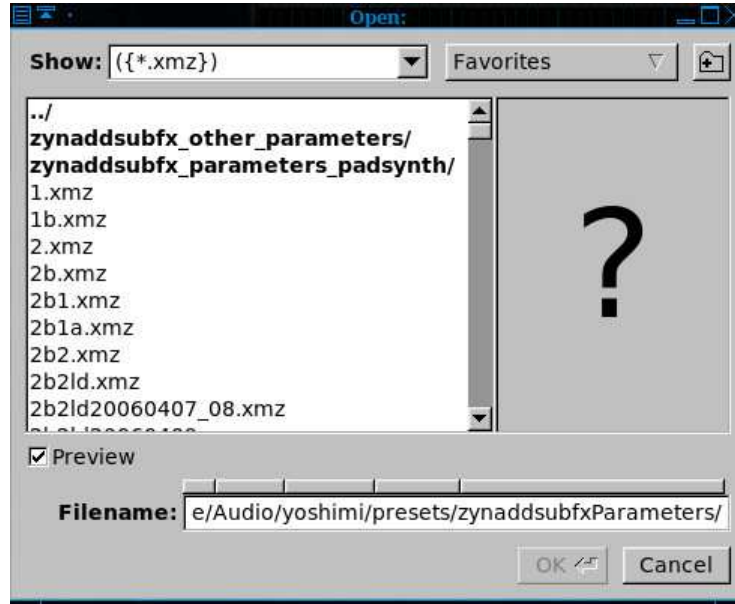 Open:
Show: ({*.xmz}) Favorites
../
zynaddsubfx_other_parameters/
zynaddsubfx_parameters_padsynth/
1.xmz
1b.xmz
2.xmz
2b.xmz
2b1.xmz
2b1a.xmz
2b2.xmz
2b2ld.xmz
2b2ld20060407_08.xmz
?
Preview
Filename: e/Audio/yoshimi/presets/zynaddsubfxParameters/
OK Cancel